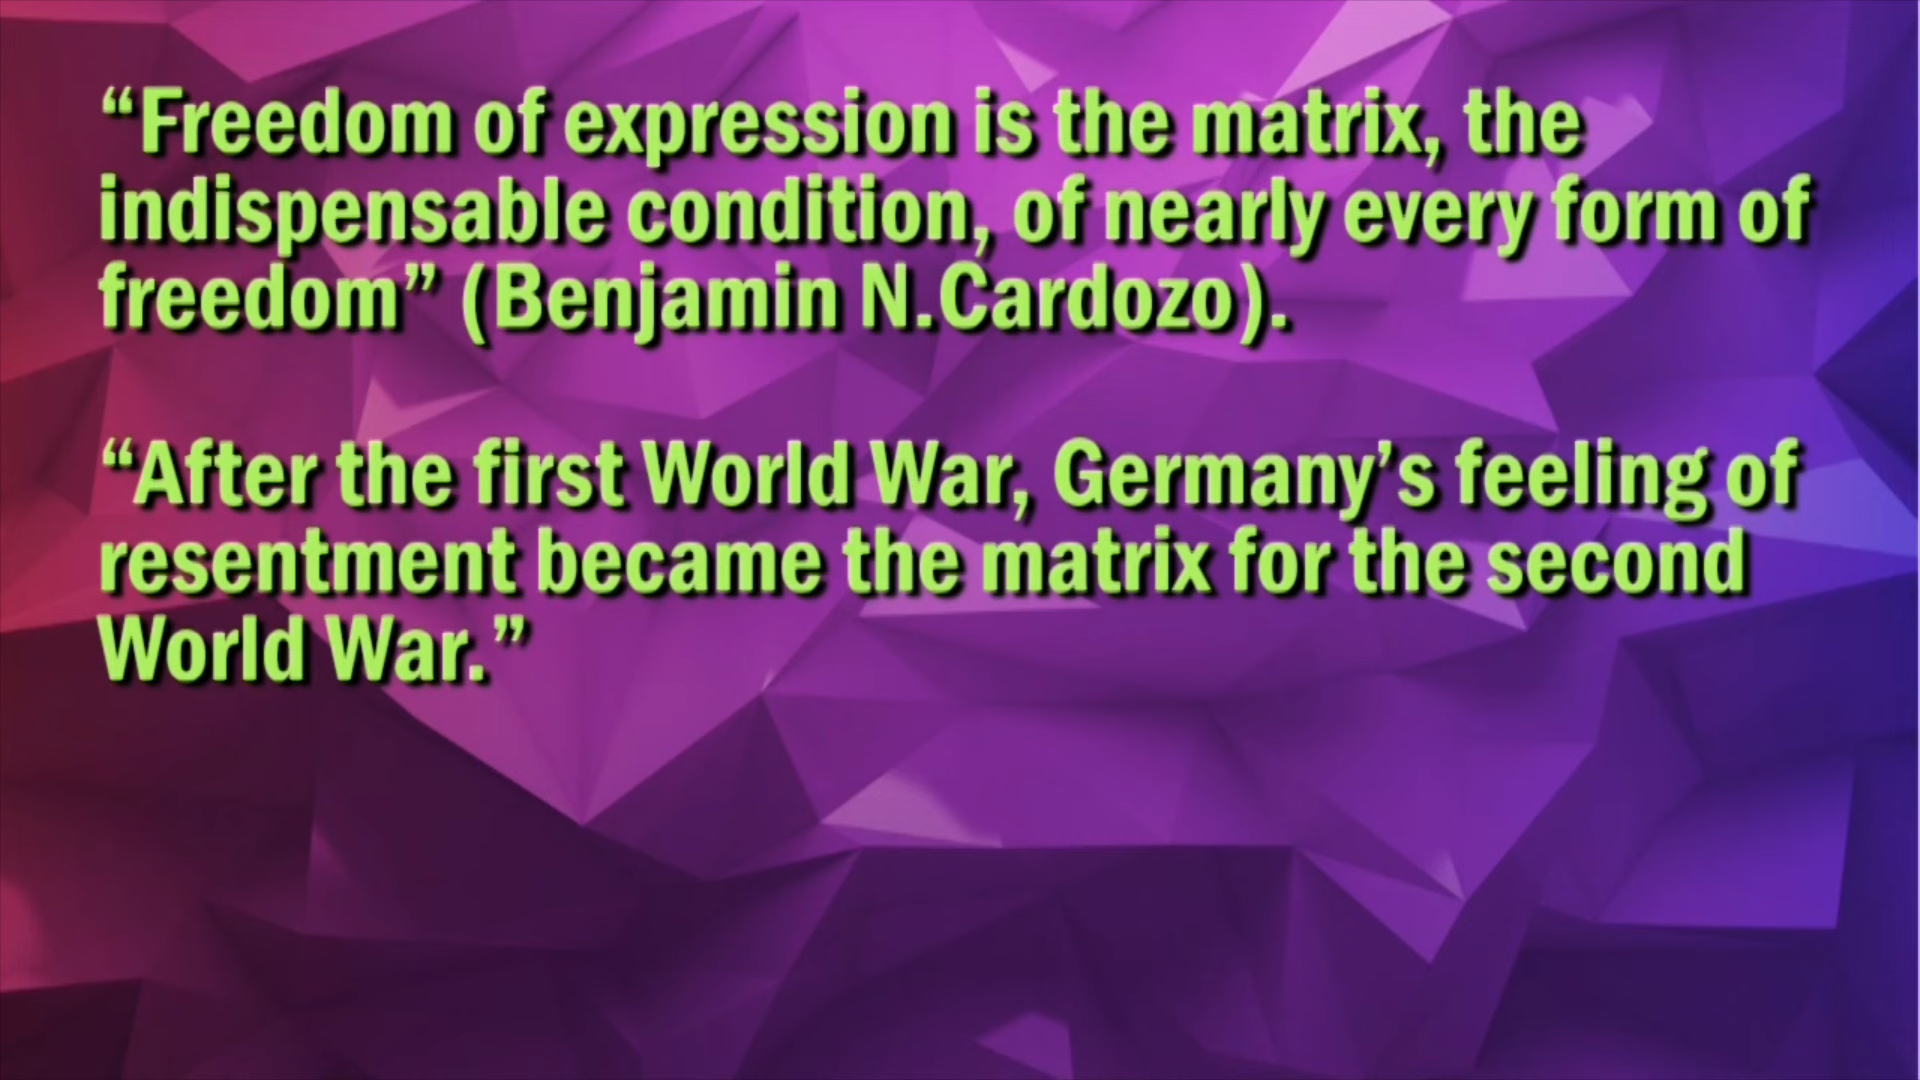 “Freedom of expression is the matrix, the
indispensable condition, of nearly every form of
freedom” (Benjamin N.Cardozo).
“After the first World War, Germany’s feeling of
resentment became the matrix for the second
World War.”